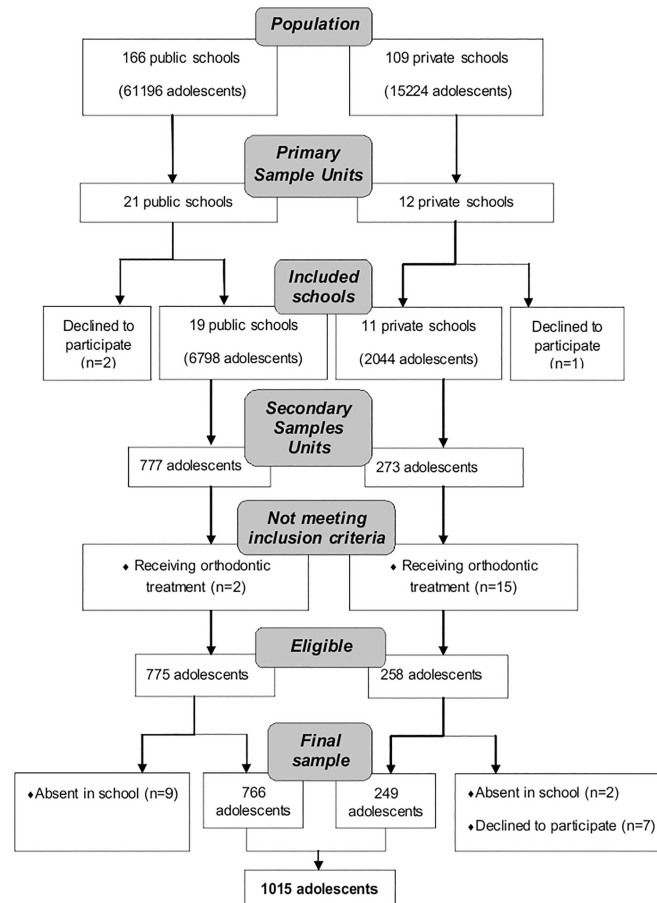 Population
166 public schools
(61196 adolescents)
109 private schools
(15224 adolescents)
Primary
Sample Units
21 public schools
12 private schools
Included
schools
Declined to
participate
(n=2)
19 public schools
(6798 adolescents)
11 private schools
(2044 adolescents)
Declined to
participate
(n=1)
Secondary
Samples
Units
777 adolescents
273 adolescents
Not meeting
inclusion criteria
♦ Receiving orthodontic
treatment (n=2)
♦ Receiving orthodontic
treatment (n=15)
Eligible
775 adolescents
258 adolescents
Final
sample
♦Absent in school (n=9)
766
adolescents
249
adolescents
♦Absent in school (n=2)
♦Declined to participate (n=7)
1015 adolescents